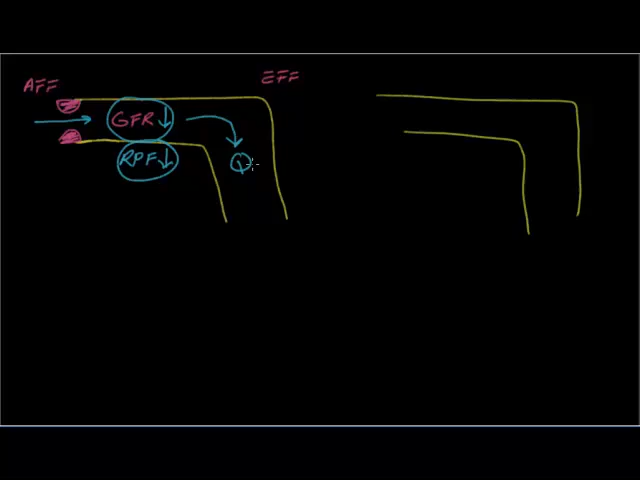 AFF
EFF
GFR ↓
RPF ↓
Q